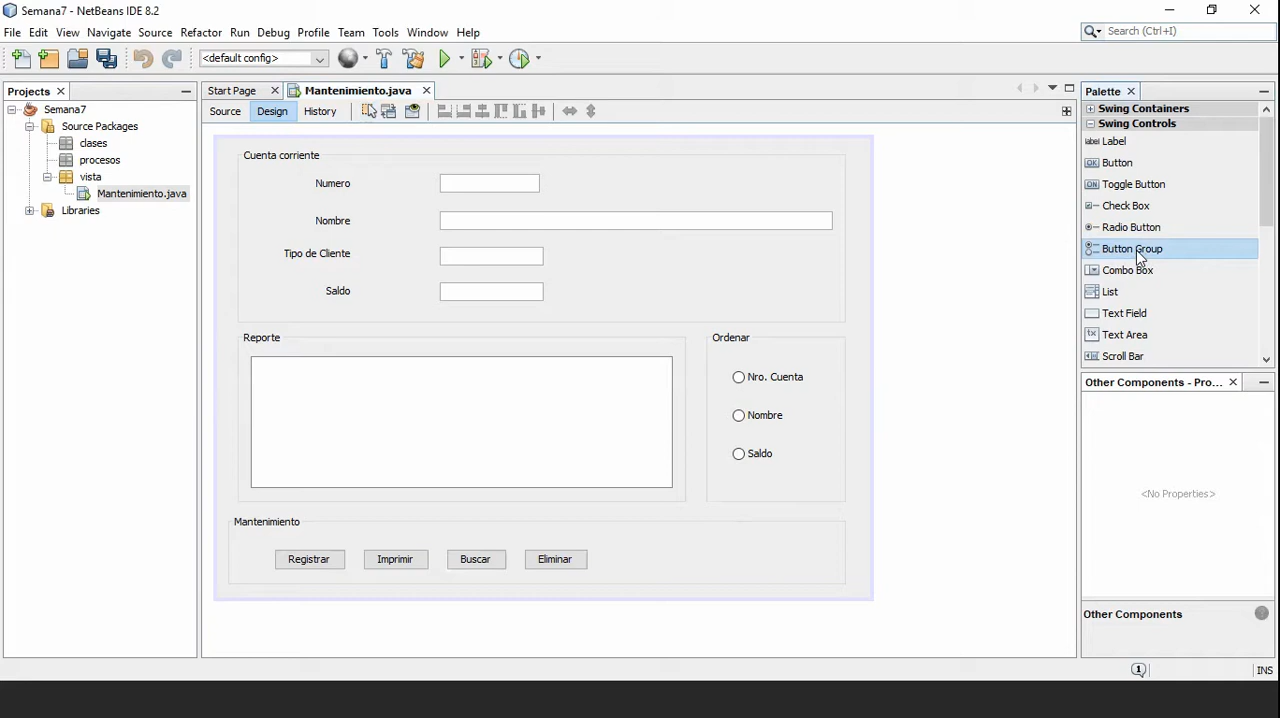 Semana7 - NetBeans IDE 8.2
File Edit View Navigate Source Refactor Run Debug Profile Team Tools Window Help
Search (Ctrl+I)
<default config>
Projects
Semana7
Source Packages
clases
procesos
vista
Mantenimiento.java
Libraries
Start Page
Mantenimiento.java
Source Design History
Cuenta corriente
Numero
Nombre
Tipo de Cliente
Saldo
Reporte
Ordenar
Nro. Cuenta
Nombre
Saldo
Mantenimiento
Registrar Imprimir Buscar Eliminar
Palette
Swing Containers
Swing Controls
label Label
OK Button
ON Toggle Button
Check Box
Radio Button
Button Group
Combo Box
List
Text Field
Text Area
Scroll Bar
Other Components - Pro...
<No Properties>
Other Components
1
INS